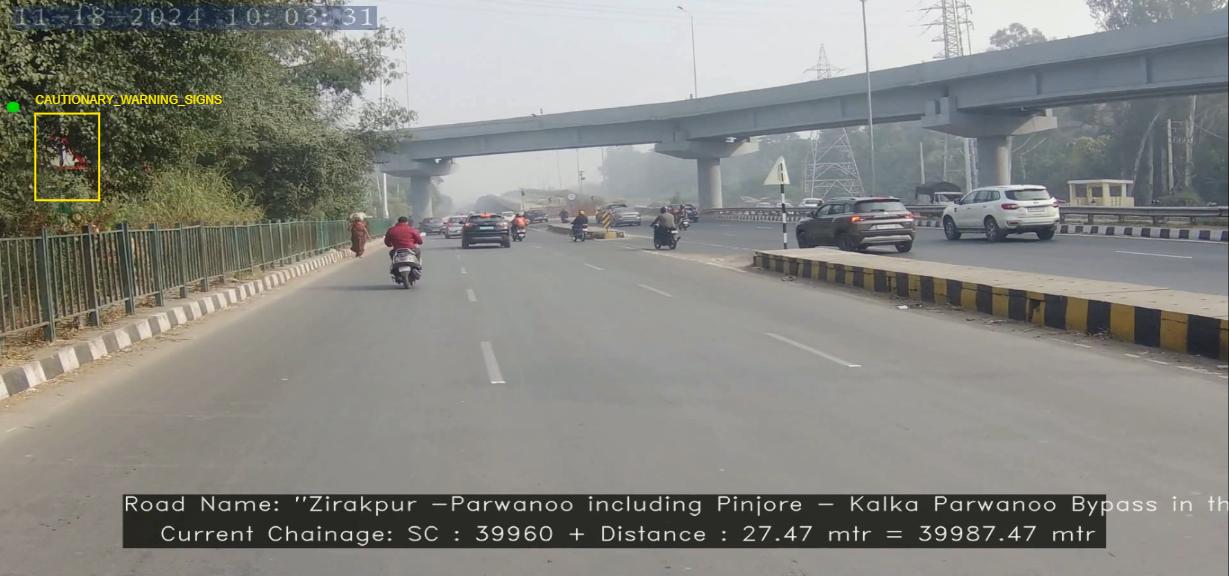 11-18-2024 10:03:31
CAUTIONARY_WARNING_SIGNS
Road Name: "Zirakpur -Parwanoo including Pinjore - Kalka Parwanoo Bypass in th
Current Chainage: SC : 39960 + Distance : 27.47 mtr = 39987.47 mtr